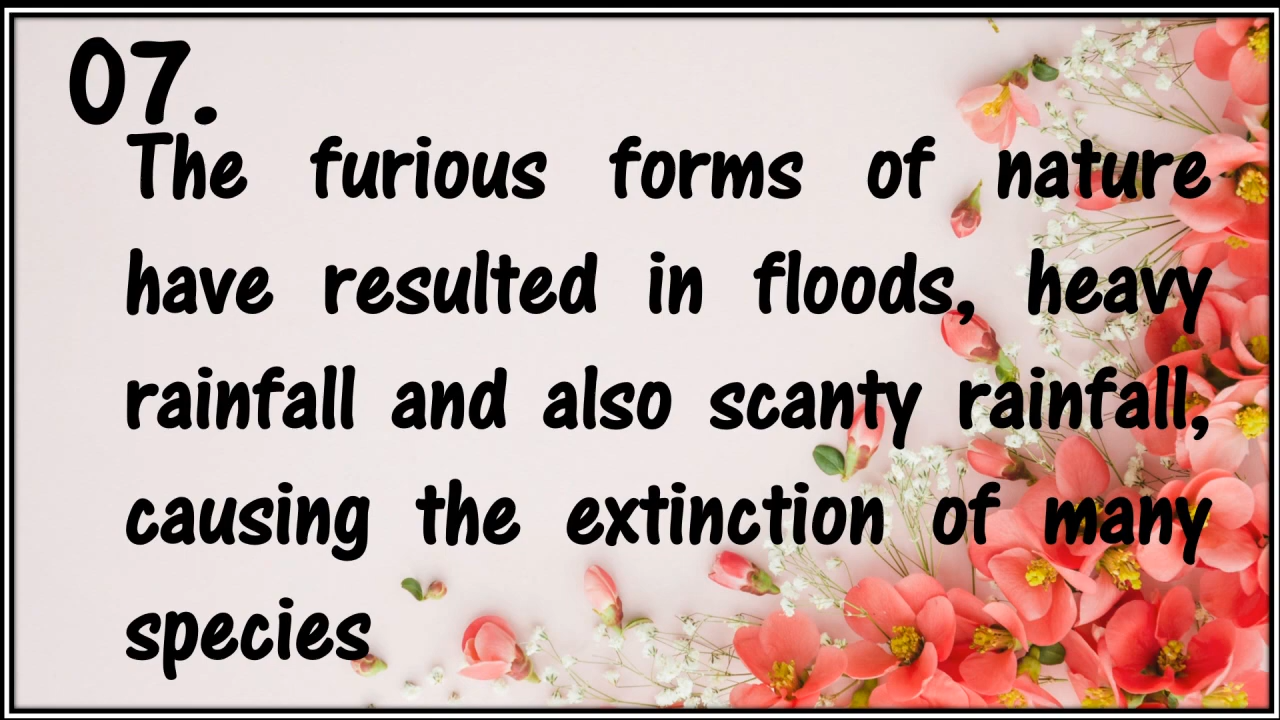 07.
The furious forms of nature
have resulted in floods, heavy
rainfall and also scanty rainfall,
causing the extinction of many
species